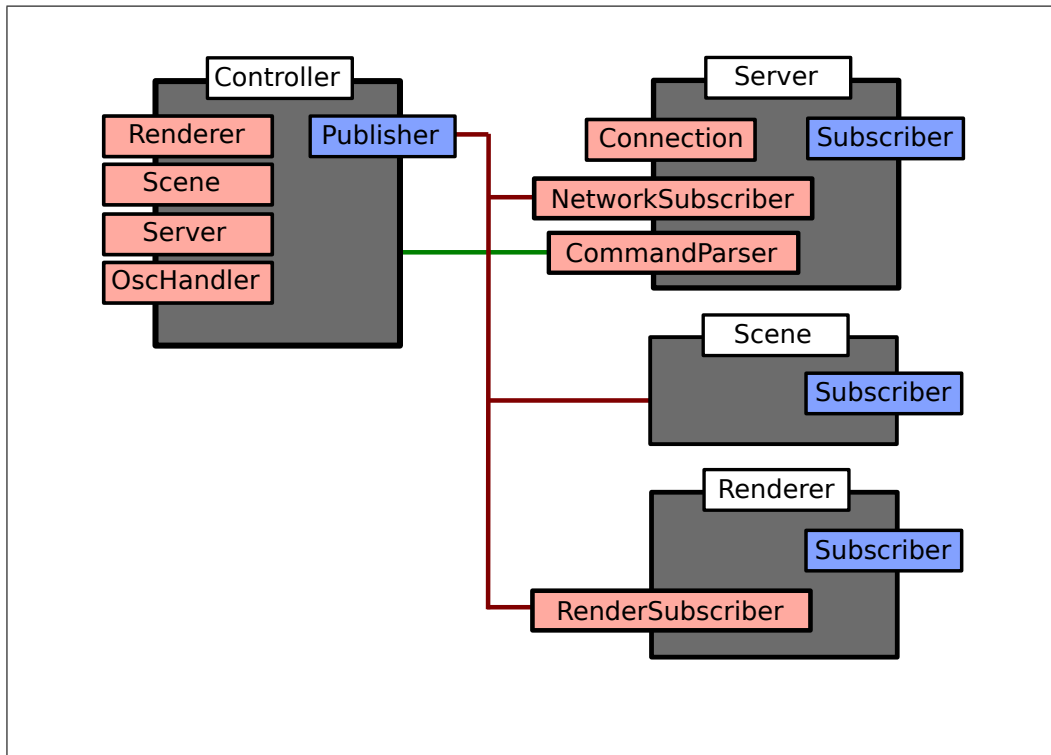 Controller
Renderer
Publisher
Scene
Server
OscHandler
Server
Connection
Subscriber
NetworkSubscriber
CommandParser
Scene
Subscriber
Renderer
Subscriber
RenderSubscriber